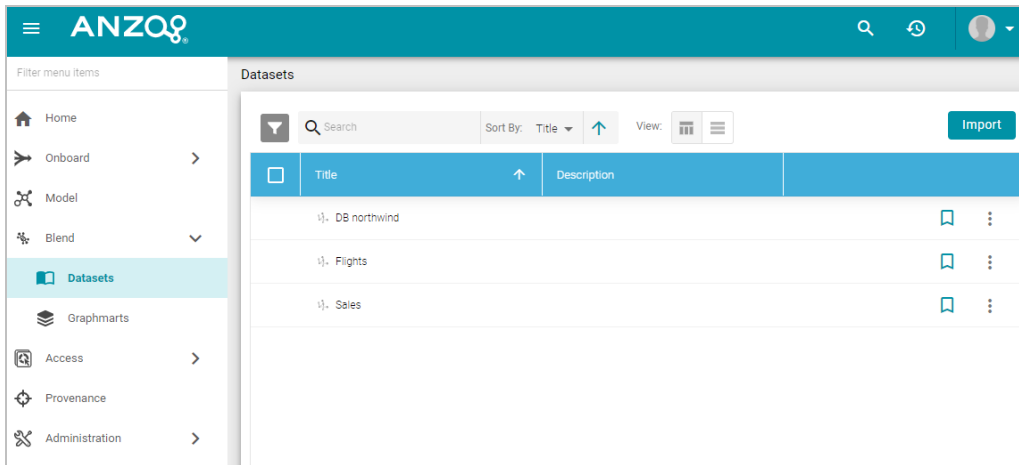 ANZO
Filter menu items
Home
Onboard
Model
Blend
Datasets
Graphmarts
Access
Provenance
Administration
Datasets
Search
Sort By: Title
View:
Import
Title
Description
DB northwind
Flights
Sales